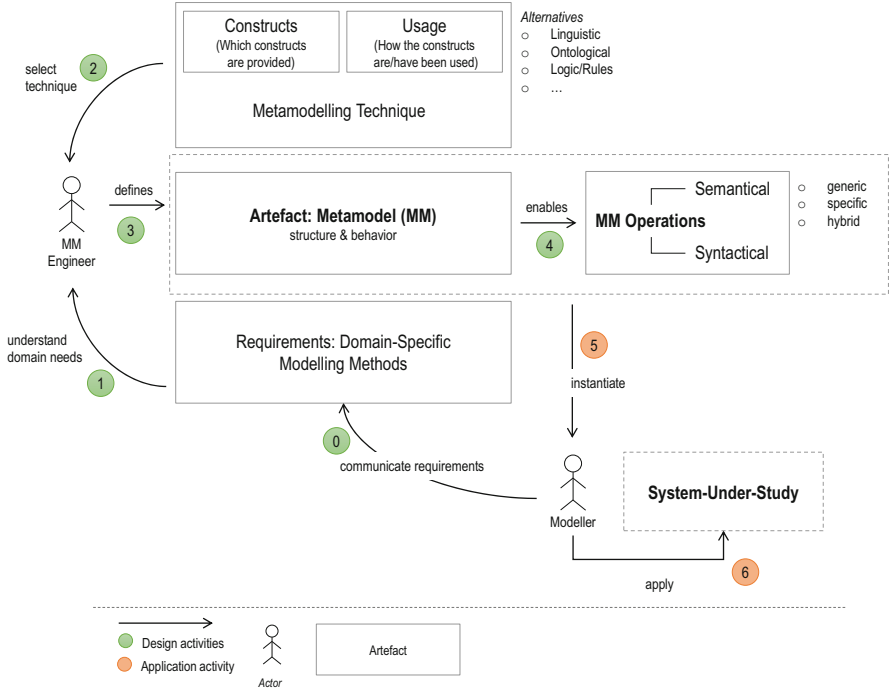 Constructs
(Which constructs
are provided)
Usage
(How the constructs
are/have been used)
Metamodelling Technique
Alternatives
o Linguistic
o Ontological
o Logic/Rules
o ...
select
technique
2
MM
Engineer
defines
3
Artefact: Metamodel (MM)
structure & behavior
enables
4
MM Operations
Semantical
Syntactical
o generic
o specific
o hybrid
understand
domain needs
1
Requirements: Domain-Specific
Modelling Methods
5
instantiate
0
communicate requirements
Modeller
System-Under-Study
6
apply
Design activities
Application activity
Actor
Artefact